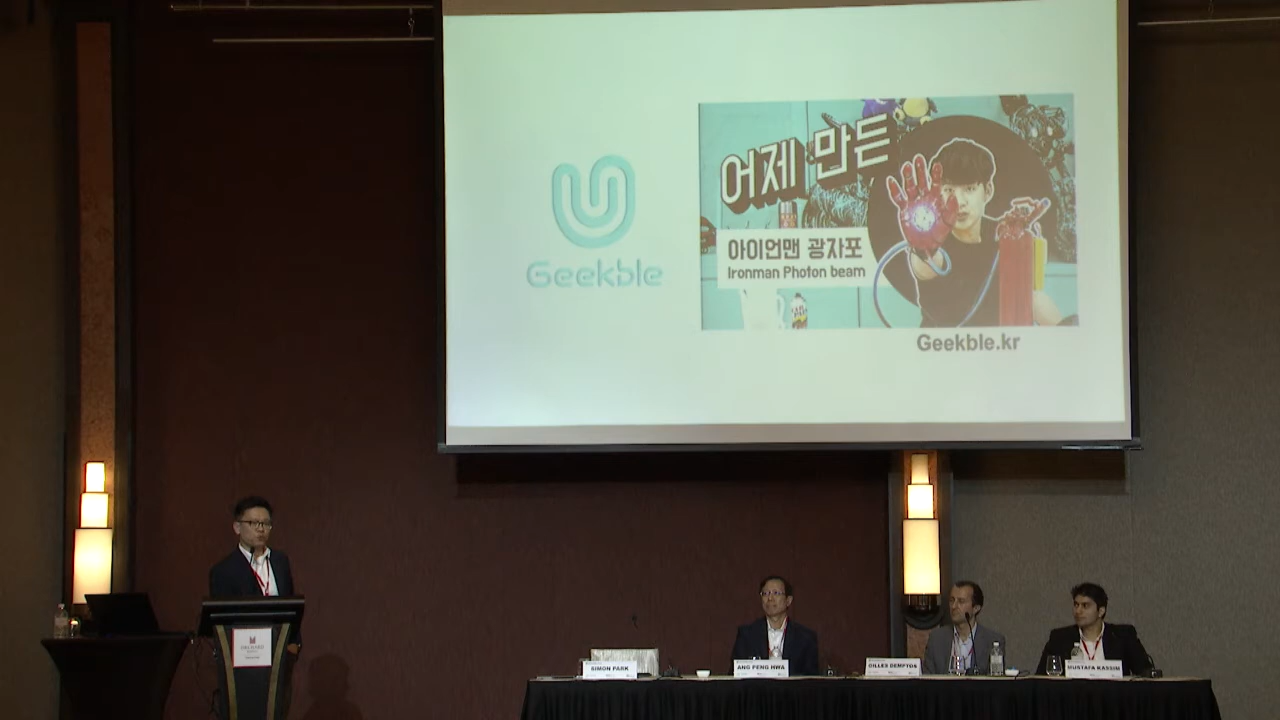 어제 만든
아이언맨 광자포
Ironman Photon beam
Geekble
Geekble.kr
SIMON PARK
ANG PENG HWA
GILLES DEMPTOS
MUSTAFA KASSIM